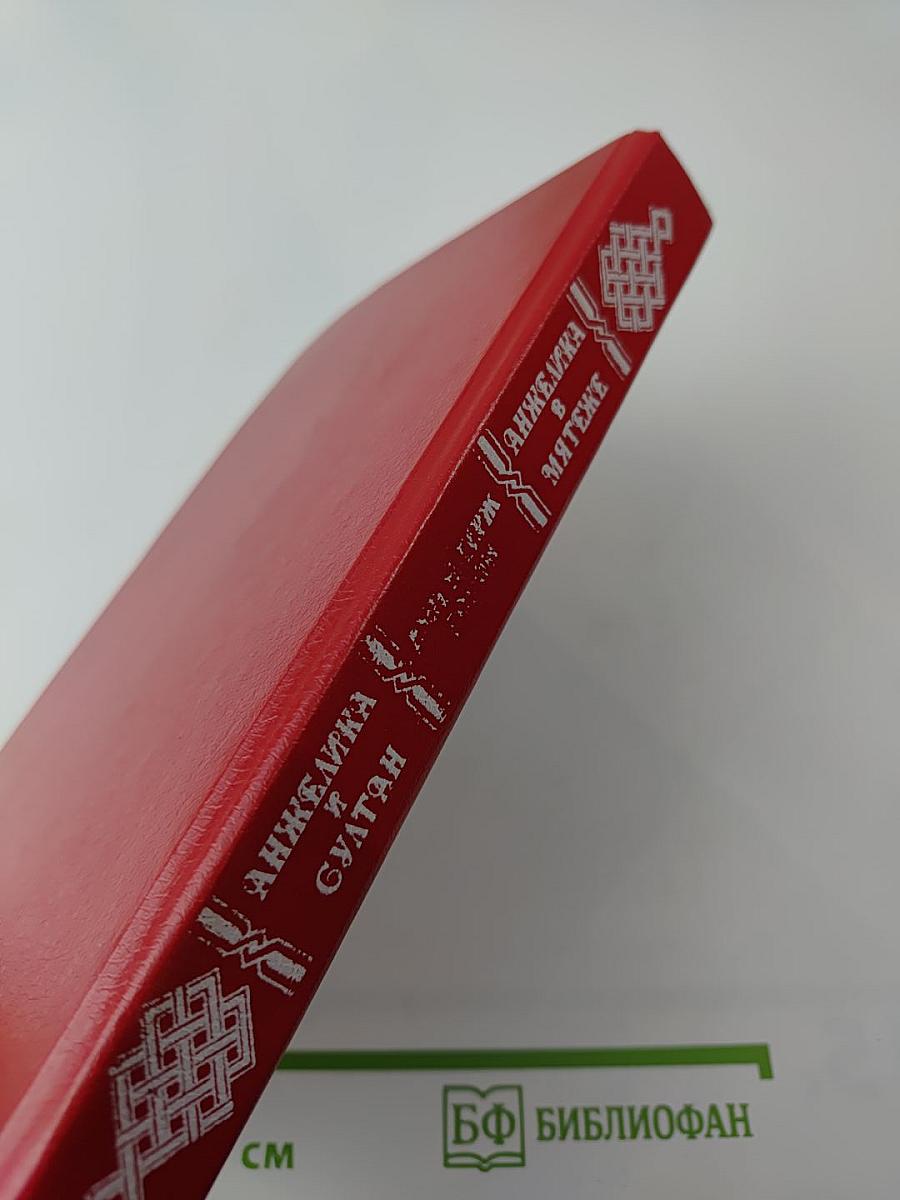 АНЖЕЛИКА
И
СУЛТАН
АНЖЕЛИКА
В
МЯТЕЖЕ
СМ
БФ БИБЛИОФАН